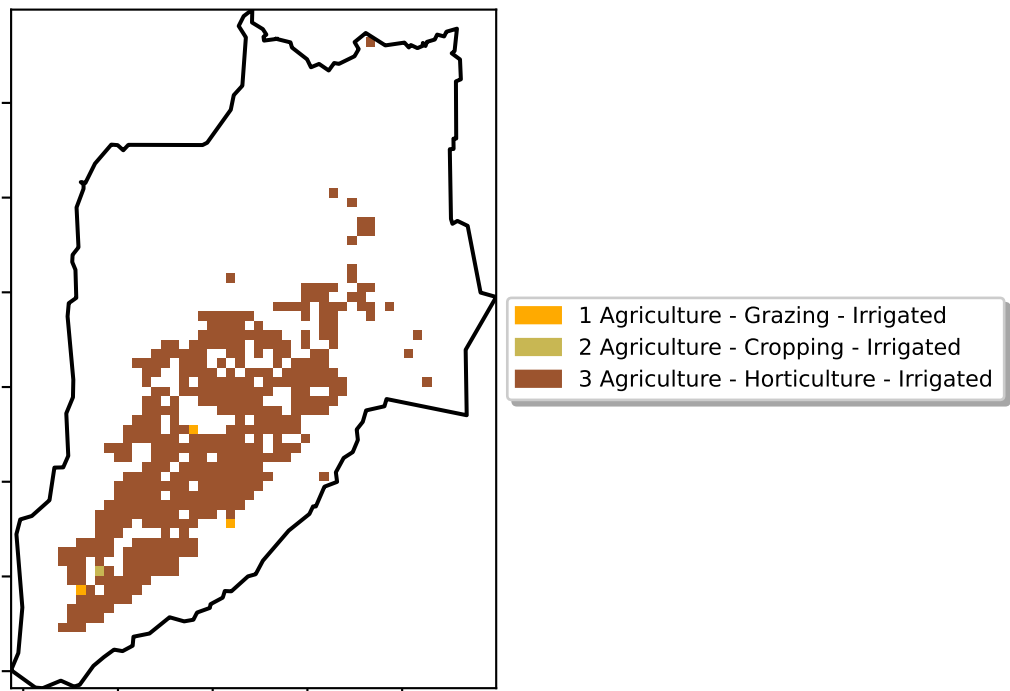 1 Agriculture - Grazing - Irrigated
2 Agriculture - Cropping - Irrigated
3 Agriculture - Horticulture - Irrigated